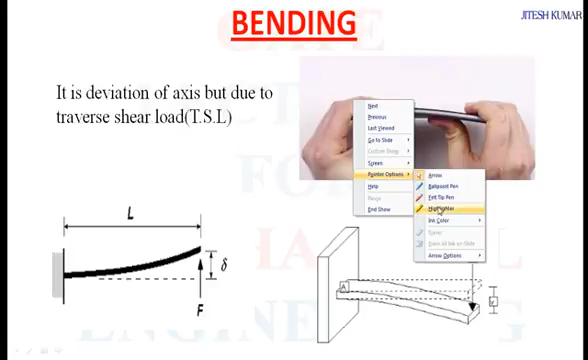 BENDING
JITESH KUMAR
It is deviation of axis but due to
traverse shear load(T.S.L)
Next
Previous
Last Viewed
Go to Slide
Custom Show
Screen
Pointer Options
Help
Pause
End Show
Arrow
Ballpoint Pen
Felt Tip Pen
Highlighter
Ink Color
Eraser
Erase All Ink on Slide
Arrow Options
L
δ
F
A